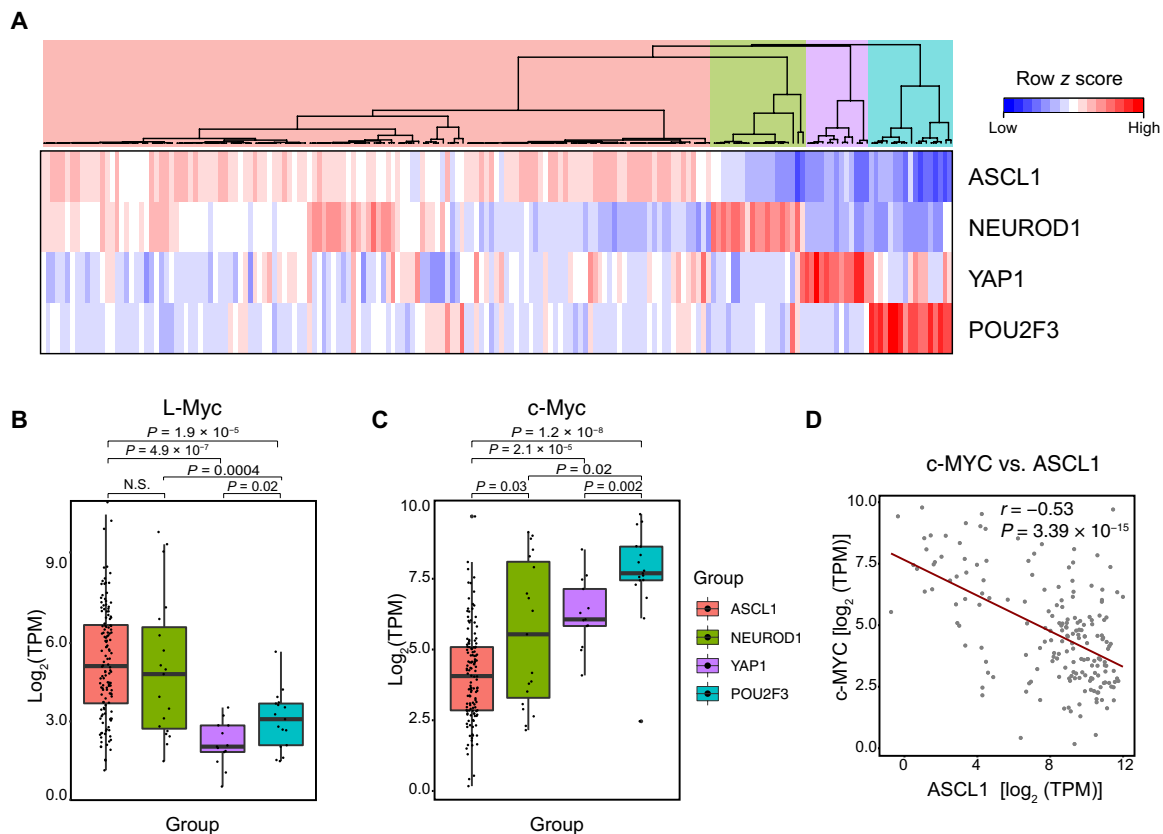 A
Row z score
Low
High
ASCL1
NEUROD1
YAP1
POU2F3
B
L-Myc
P = 1.9 × 10⁻⁵
P = 4.9 × 10⁻⁷
P = 0.0004
N.S.
P = 0.02
Log₂(TPM)
9.0
6.0
3.0
0.0
Group
C
c-Myc
P = 1.2 × 10⁻⁸
P = 2.1 × 10⁻⁵
P = 0.02
P = 0.03
P = 0.002
Log₂(TPM)
10.0
7.5
5.0
2.5
0.0
Group
Group
ASCL1
NEUROD1
YAP1
POU2F3
D
c-MYC vs. ASCL1
r = −0.53
P = 3.39 × 10⁻¹⁵
c-MYC [log₂ (TPM)]
10.0
7.5
5.0
2.5
0.0
0
4
8
12
ASCL1 [log₂ (TPM)]